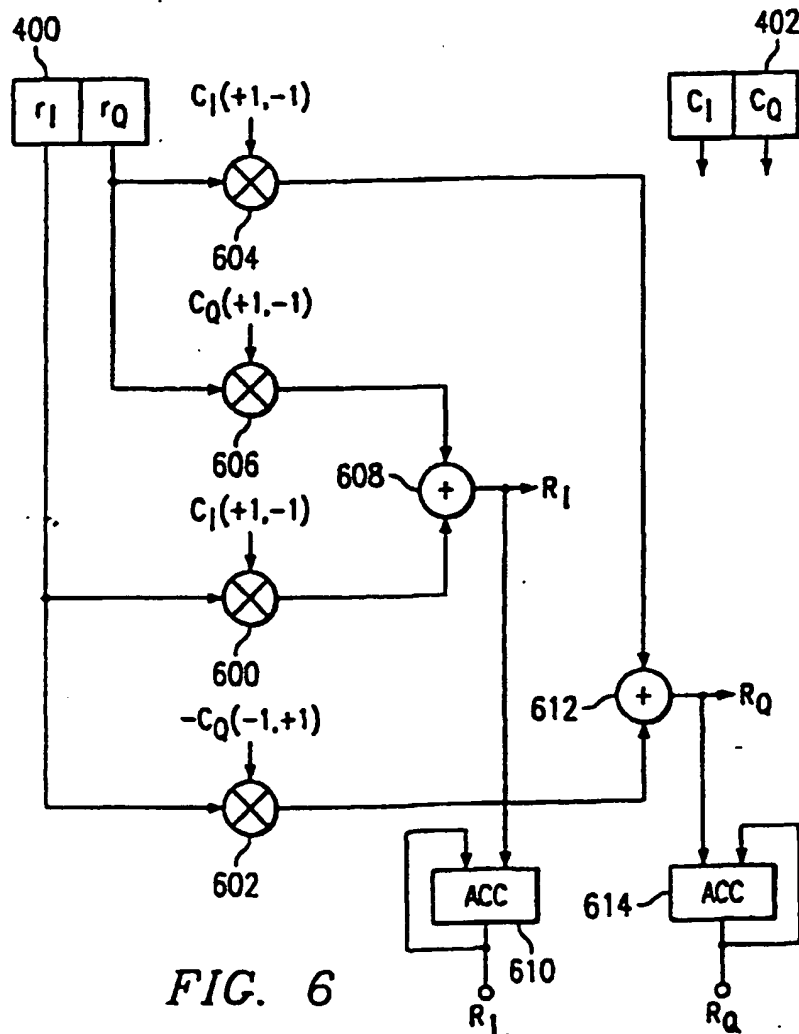 400
402
r_I r_Q
C_I C_Q
C_I(+1,-1)
604
C_Q(+1,-1)
606
608
+
R_I
C_I(+1,-1)
600
612
+
R_Q
-C_Q(-1,+1)
602
ACC
610
614
ACC
FIG. 6
R_I
R_Q